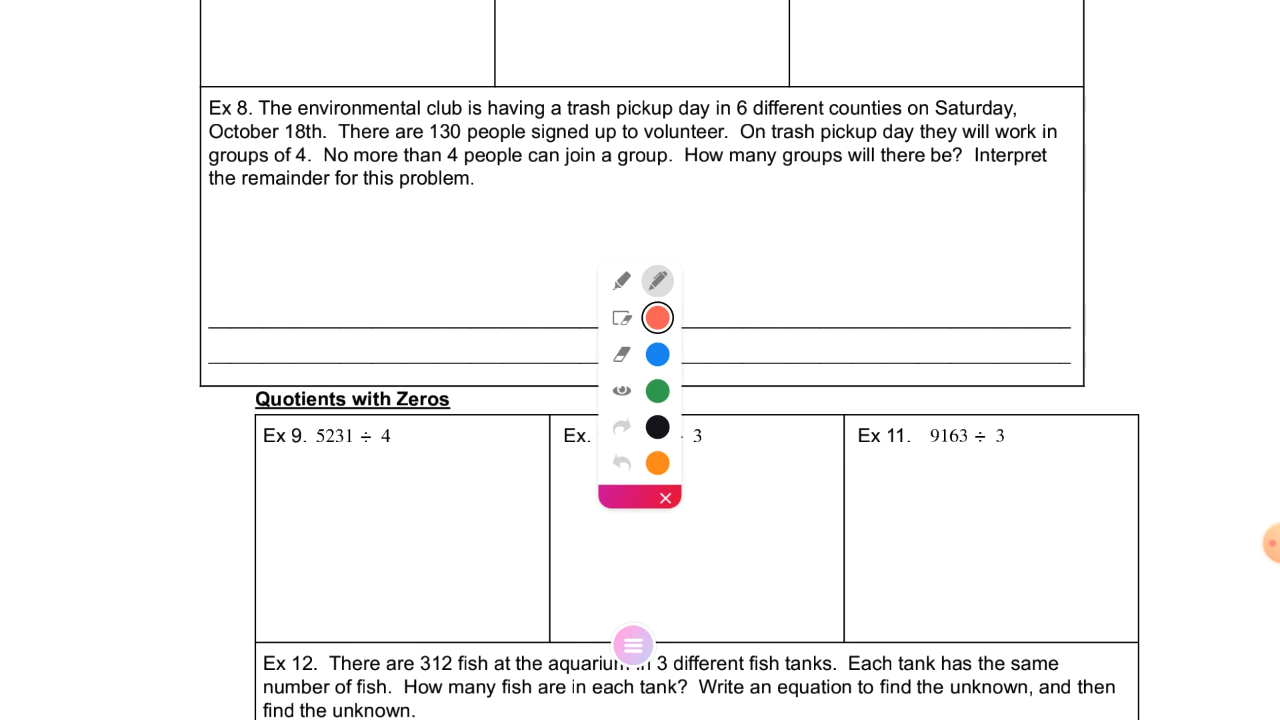 Ex 8. The environmental club is having a trash pickup day in 6 different counties on Saturday,
October 18th. There are 130 people signed up to volunteer. On trash pickup day they will work in
groups of 4. No more than 4 people can join a group. How many groups will there be? Interpret
the remainder for this problem.
Quotients with Zeros
Ex 9. 5231 ÷ 4
Ex. 3
Ex 11. 9163 ÷ 3
Ex 12. There are 312 fish at the aquarium in 3 different fish tanks. Each tank has the same
number of fish. How many fish are in each tank? Write an equation to find the unknown, and then
find the unknown.